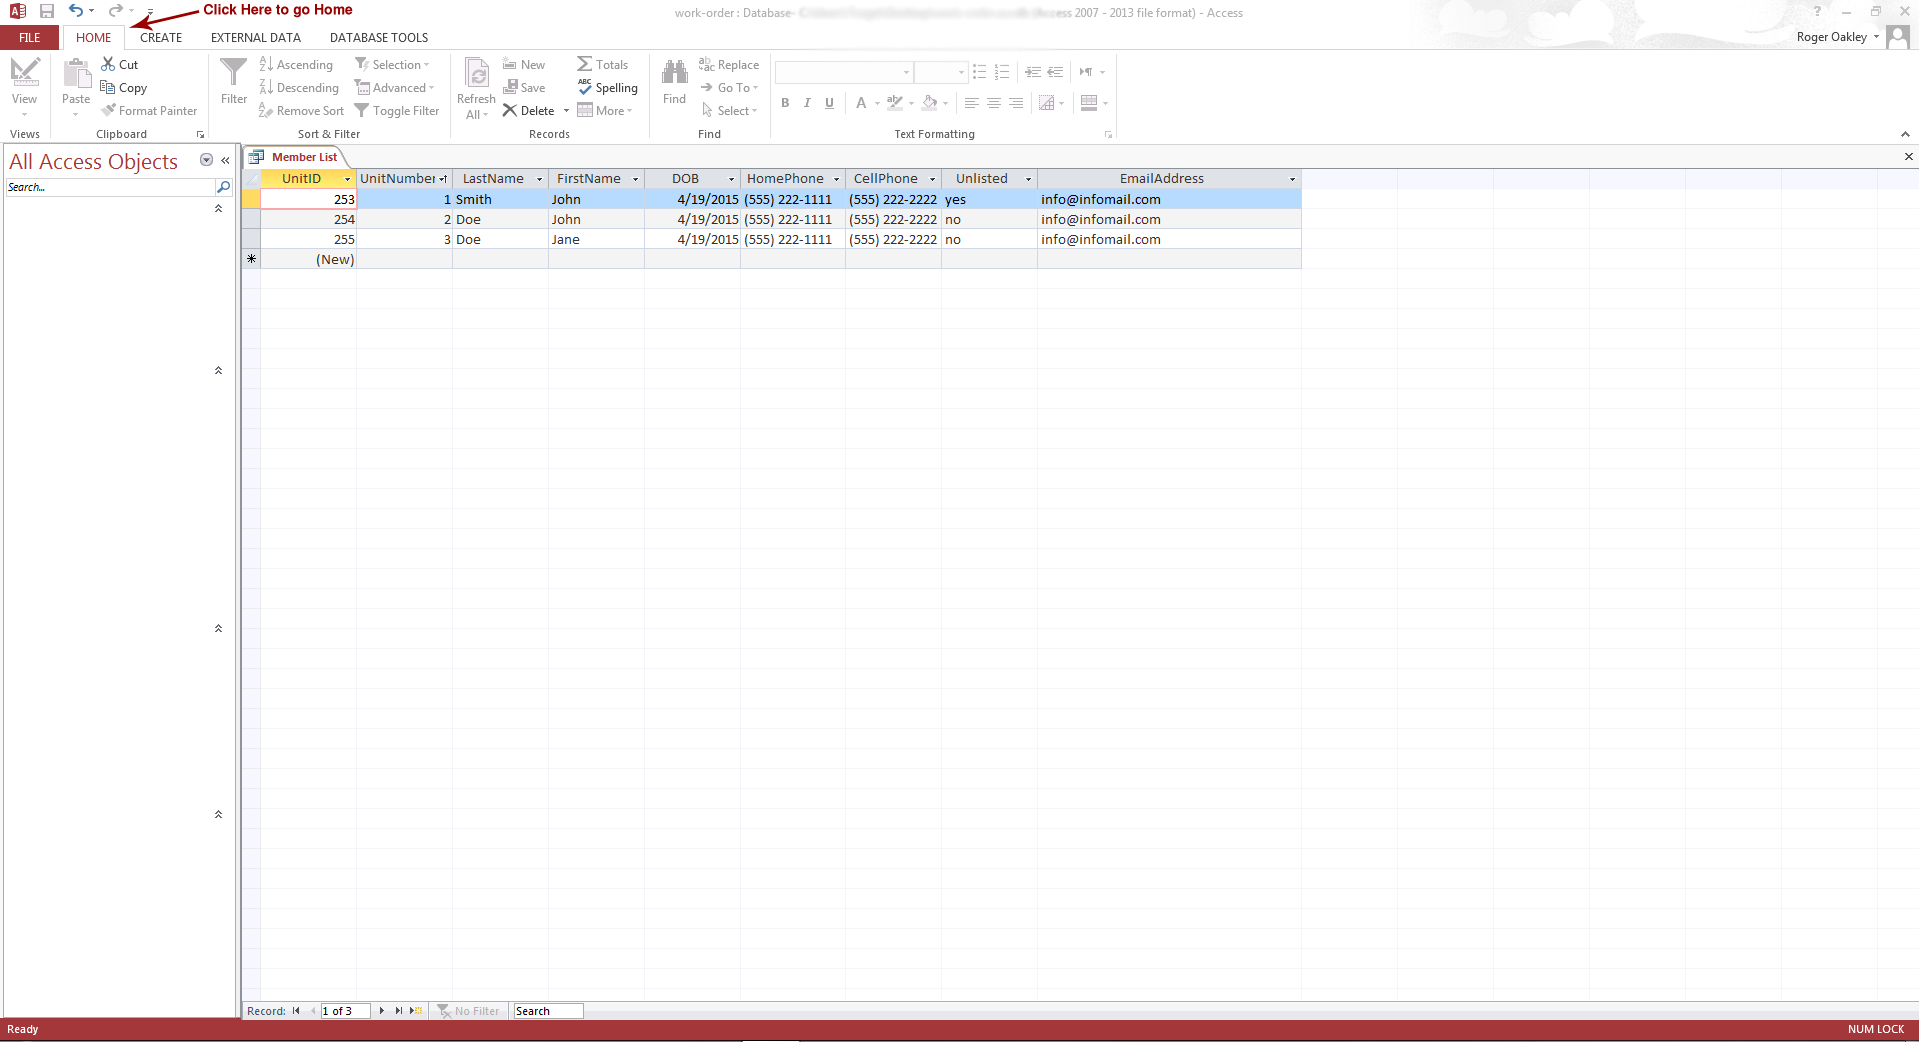 Click Here to go Home
work-order : Database- 2007 - 2013 file format) - Access
FILE HOME CREATE EXTERNAL DATA DATABASE TOOLS
Roger Oakley
View
Views
Paste
Cut
Copy
Format Painter
Clipboard
Filter
Ascending
Descending
Remove Sort
Selection
Advanced
Toggle Filter
Sort & Filter
Refresh
All
New
Save
Delete
Totals
Spelling
More
Records
Find
Replace
Go To
Select
Find
B I U A
Text Formatting
All Access Objects
Search...
Member List
UnitID UnitNumber LastName FirstName DOB HomePhone CellPhone Unlisted EmailAddress
253 1 Smith John 4/19/2015 (555) 222-1111 (555) 222-2222 yes info@infomail.com
254 2 Doe John 4/19/2015 (555) 222-1111 (555) 222-2222 no info@infomail.com
255 3 Doe Jane 4/19/2015 (555) 222-1111 (555) 222-2222 no info@infomail.com
(New)
Record: 1 of 3 No Filter Search
Ready NUM LOCK